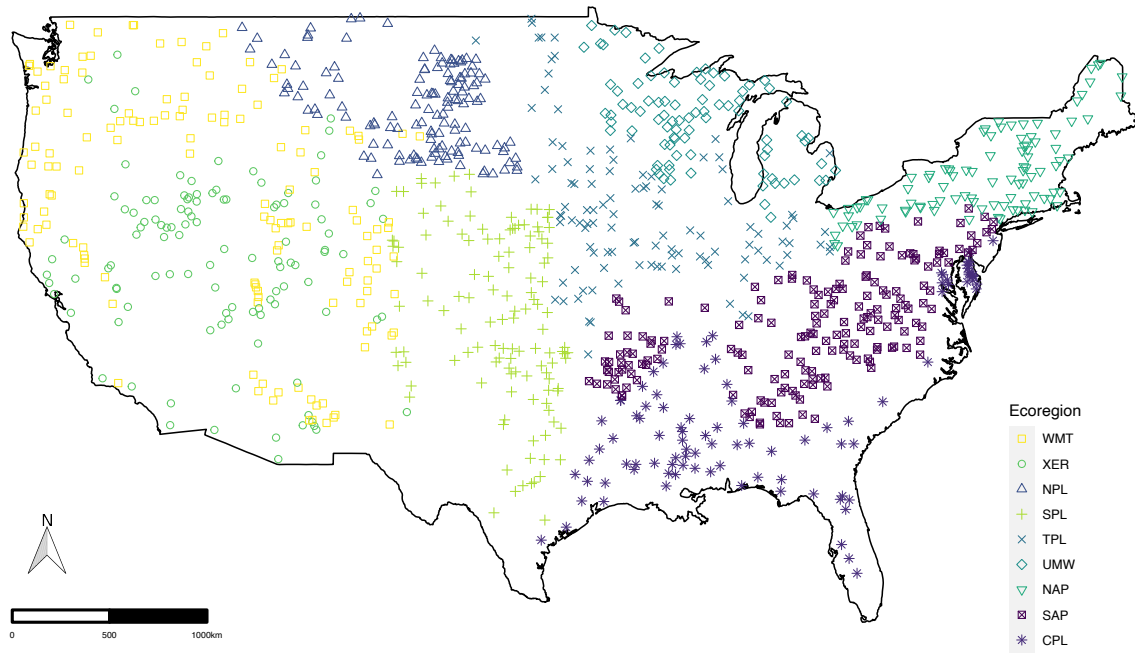 Ecoregion
WMT
XER
NPL
SPL
TPL
UMW
NAP
SAP
CPL
N
0 500 1000km